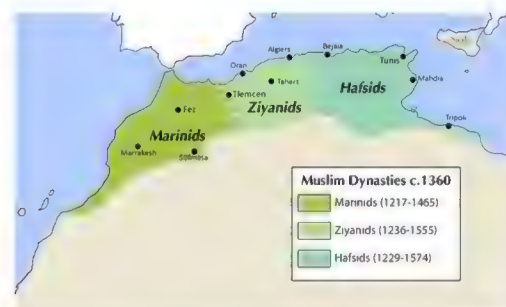 Algiers
Bejaia
Tunis
Oran
Tahert
Mahdia
Tlemcen
Hafsids
Ziyanids
Fez
Tripoli
Marinids
Marrakesh
Muslim Dynasties c.1360
Marinids (1217-1465)
Ziyanids (1236-1555)
Hafsids (1229-1574)